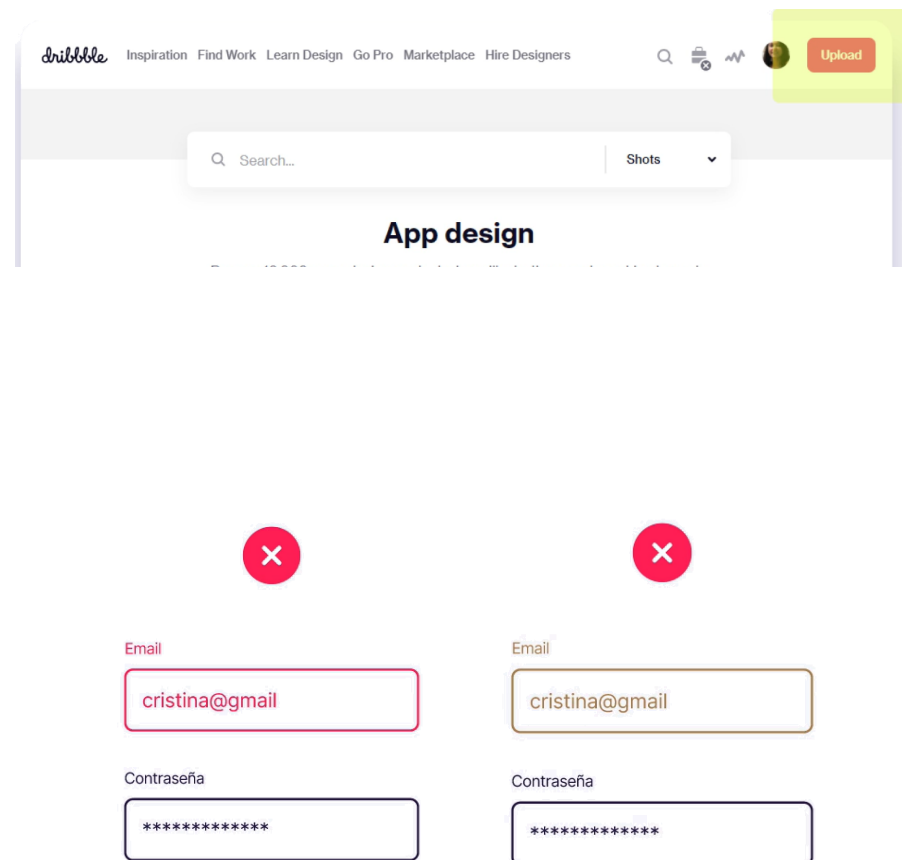 dribbble Inspiration Find Work Learn Design Go Pro Marketplace Hire Designers Upload
Search... Shots
App design
Email Email
cristina@gmail cristina@gmail
Contraseña Contraseña
************* *************